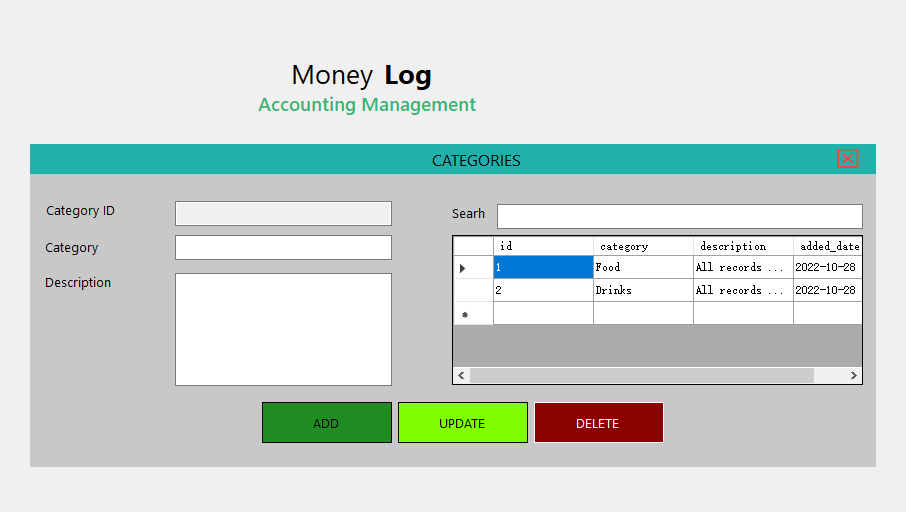 Money Log
Accounting Management
CATEGORIES
Category ID
Category
Description
Searh
id category description added_date
1 Food All records ... 2022-10-28
2 Drinks All records ... 2022-10-28
ADD UPDATE DELETE